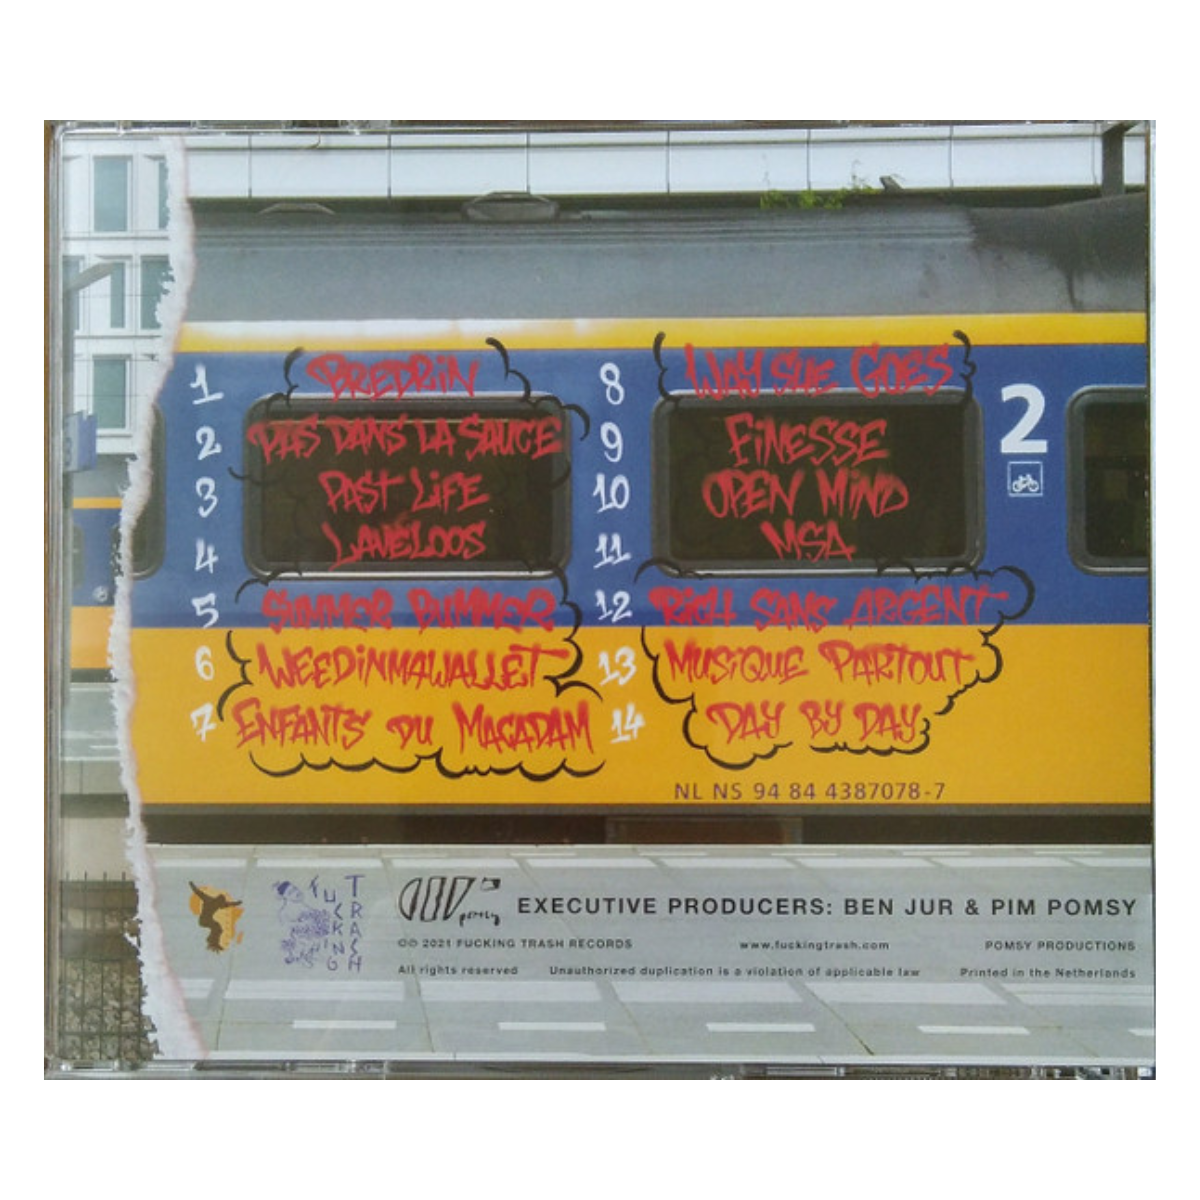 1 BREDRIN
2 PAS DANS LA SAUCE
3 PAST LIFE
4 LAVELOOS
5 SUMMER BUMMER
6 WEEDINMAWALLET
7 ENFANTS DU MACADAM
8 WAY SHE GOES
9 FINESSE
10 OPEN MIND
11 MSA
12 RICH SANS ARGENT
13 MUSIQUE PARTOUT
14 DAY BY DAY
2
NL NS 94 84 4387078-7
FUCKING TRASH
pomsy
EXECUTIVE PRODUCERS: BEN JUR & PIM POMSY
℗© 2021 FUCKING TRASH RECORDS
www.fuckingtrash.com
POMSY PRODUCTIONS
All rights reserved
Unauthorized duplication is a violation of applicable law
Printed in the Netherlands